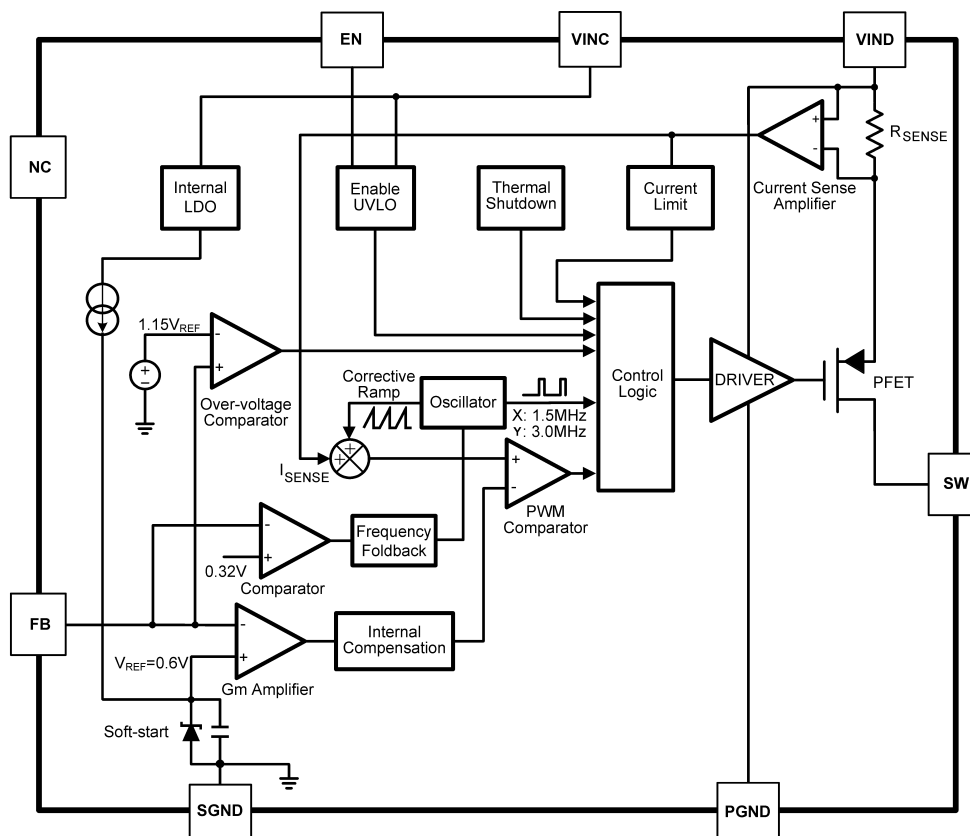 EN
VINC
VIND
NC
Internal
LDO
Enable
UVLO
Thermal
Shutdown
Current
Limit
+
-
Current Sense
Amplifier
RSENSE
1.15VREF
-
+
+
−
Over-voltage
Comparator
Corrective
Ramp
Oscillator
X: 1.5MHz
Y: 3.0MHz
Control
Logic
DRIVER
PFET
+
+
ISENSE
+
-
PWM
Comparator
SW
-
+
0.32V
Comparator
Frequency
Foldback
FB
-
+
VREF=0.6V
Gm Amplifier
Internal
Compensation
Soft-start
SGND
PGND